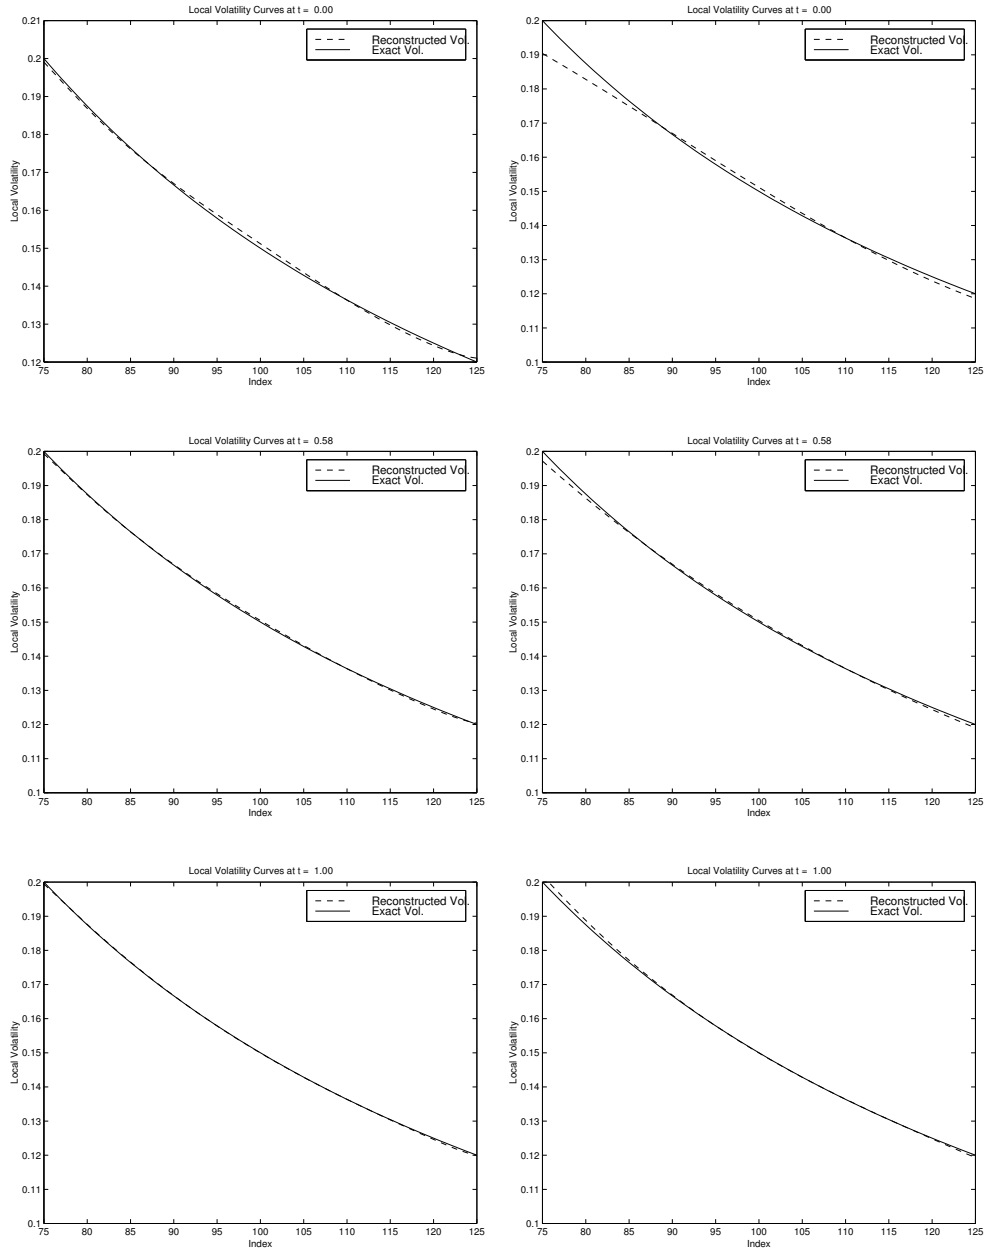 Local Volatility Curves at t = 0.00
0.21
0.2
0.19
0.18
0.17
0.16
0.15
0.14
0.13
0.12
Local Volatility
Reconstructed Vol.
Exact Vol.
75 80 85 90 95 100 105 110 115 120 125
Index
Local Volatility Curves at t = 0.00
0.2
0.19
0.18
0.17
0.16
0.15
0.14
0.13
0.12
0.11
0.1
Local Volatility
Reconstructed Vol.
Exact Vol.
75 80 85 90 95 100 105 110 115 120 125
Index
Local Volatility Curves at t = 0.58
0.2
0.19
0.18
0.17
0.16
0.15
0.14
0.13
0.12
0.11
0.1
Local Volatility
Reconstructed Vol.
Exact Vol.
75 80 85 90 95 100 105 110 115 120 125
Index
Local Volatility Curves at t = 0.58
0.2
0.19
0.18
0.17
0.16
0.15
0.14
0.13
0.12
0.11
0.1
Local Volatility
Reconstructed Vol.
Exact Vol.
75 80 85 90 95 100 105 110 115 120 125
Index
Local Volatility Curves at t = 1.00
0.2
0.19
0.18
0.17
0.16
0.15
0.14
0.13
0.12
0.11
0.1
Local Volatility
Reconstructed Vol.
Exact Vol.
75 80 85 90 95 100 105 110 115 120 125
Index
Local Volatility Curves at t = 1.00
0.2
0.19
0.18
0.17
0.16
0.15
0.14
0.13
0.12
0.11
0.1
Local Volatility
Reconstructed Vol.
Exact Vol.
75 80 85 90 95 100 105 110 115 120 125
Index